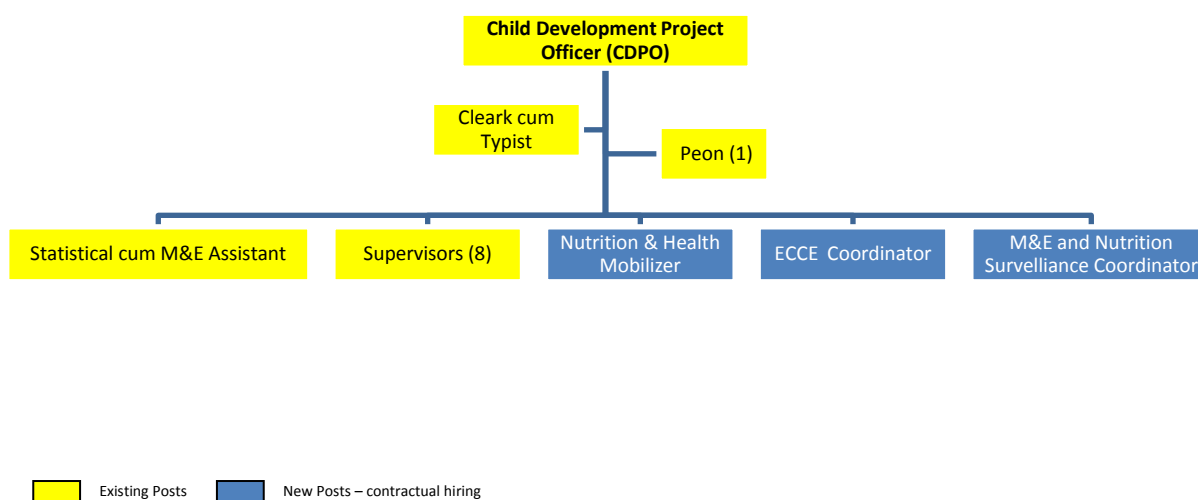 Child Development Project
Officer (CDPO)
Cleark cum
Typist
Peon (1)
Statistical cum M&E Assistant
Supervisors (8)
Nutrition & Health
Mobilizer
ECCE Coordinator
M&E and Nutrition
Survelliance Coordinator
Existing Posts
New Posts – contractual hiring